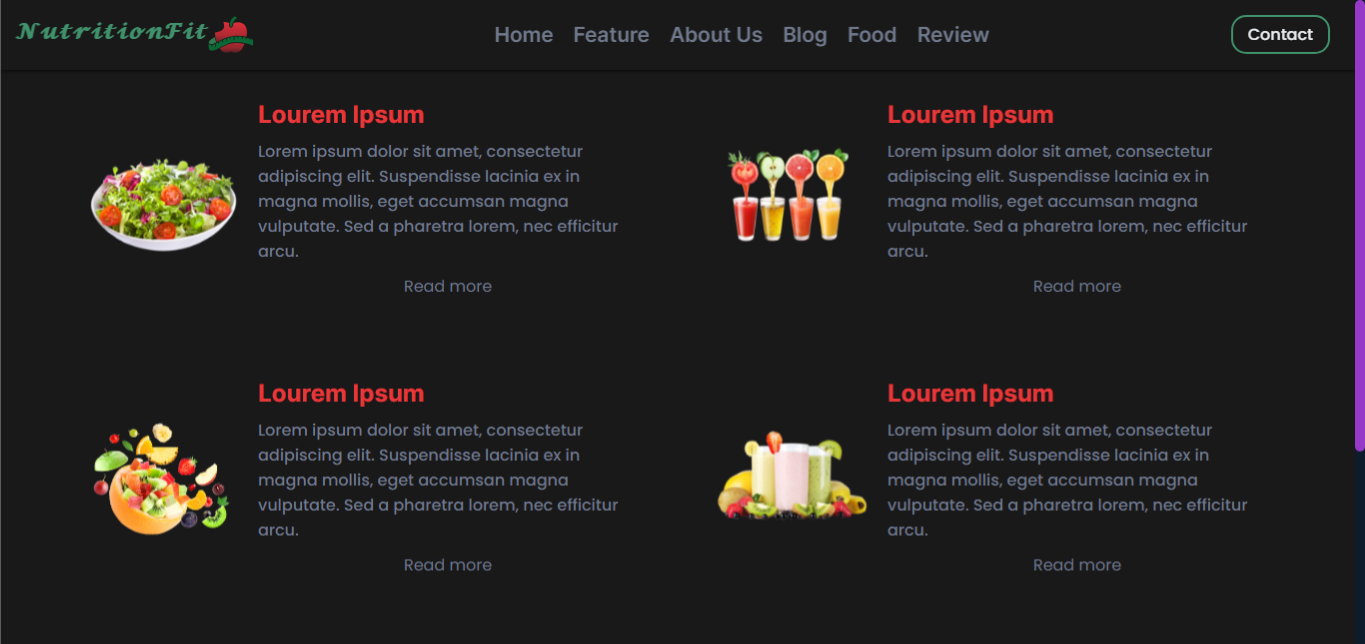 NutritionFit
Home Feature About Us Blog Food Review
Contact
Lourem Ipsum
Lorem ipsum dolor sit amet, consectetur
adipiscing elit. Suspendisse lacinia ex in
magna mollis, eget accumsan magna
vulputate. Sed a pharetra lorem, nec efficitur
arcu.
Read more
Lourem Ipsum
Lorem ipsum dolor sit amet, consectetur
adipiscing elit. Suspendisse lacinia ex in
magna mollis, eget accumsan magna
vulputate. Sed a pharetra lorem, nec efficitur
arcu.
Read more
Lourem Ipsum
Lorem ipsum dolor sit amet, consectetur
adipiscing elit. Suspendisse lacinia ex in
magna mollis, eget accumsan magna
vulputate. Sed a pharetra lorem, nec efficitur
arcu.
Read more
Lourem Ipsum
Lorem ipsum dolor sit amet, consectetur
adipiscing elit. Suspendisse lacinia ex in
magna mollis, eget accumsan magna
vulputate. Sed a pharetra lorem, nec efficitur
arcu.
Read more